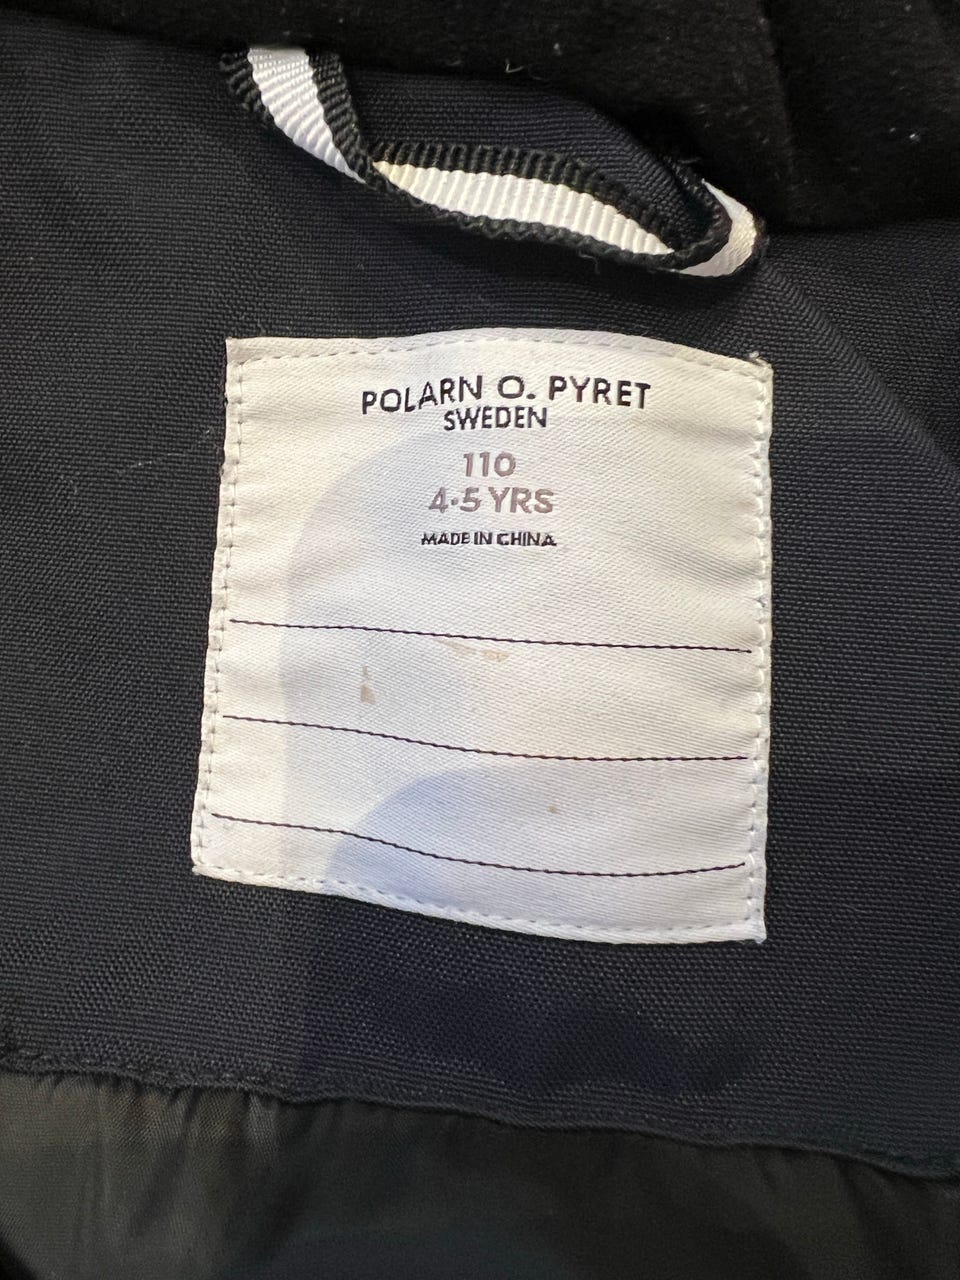 POLARN O. PYRET
SWEDEN
110
4-5 YRS
MADE IN CHINA